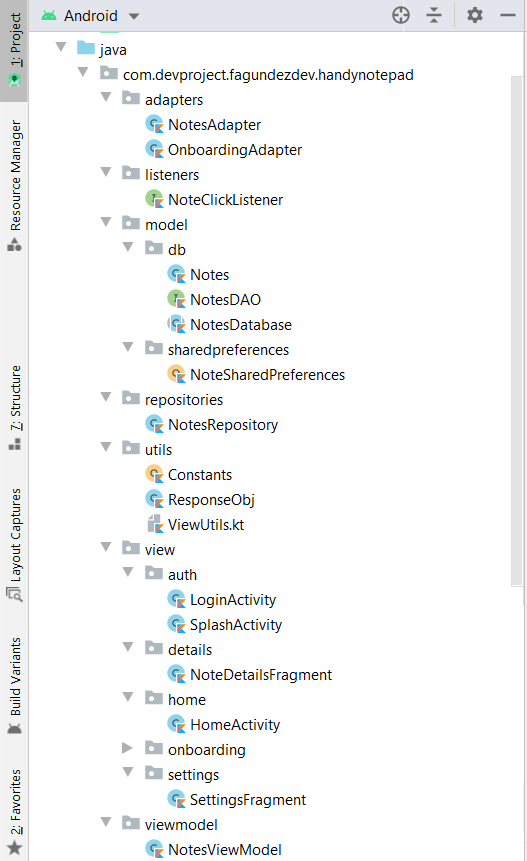 Android
1: Project
Resource Manager
7: Structure
Layout Captures
Build Variants
2: Favorites
java
com.devproject.fagundezdev.handynotepad
adapters
NotesAdapter
OnboardingAdapter
listeners
NoteClickListener
model
db
Notes
NotesDAO
NotesDatabase
sharedpreferences
NoteSharedPreferences
repositories
NotesRepository
utils
Constants
ResponseObj
ViewUtils.kt
view
auth
LoginActivity
SplashActivity
details
NoteDetailsFragment
home
HomeActivity
onboarding
settings
SettingsFragment
viewmodel
NotesViewModel